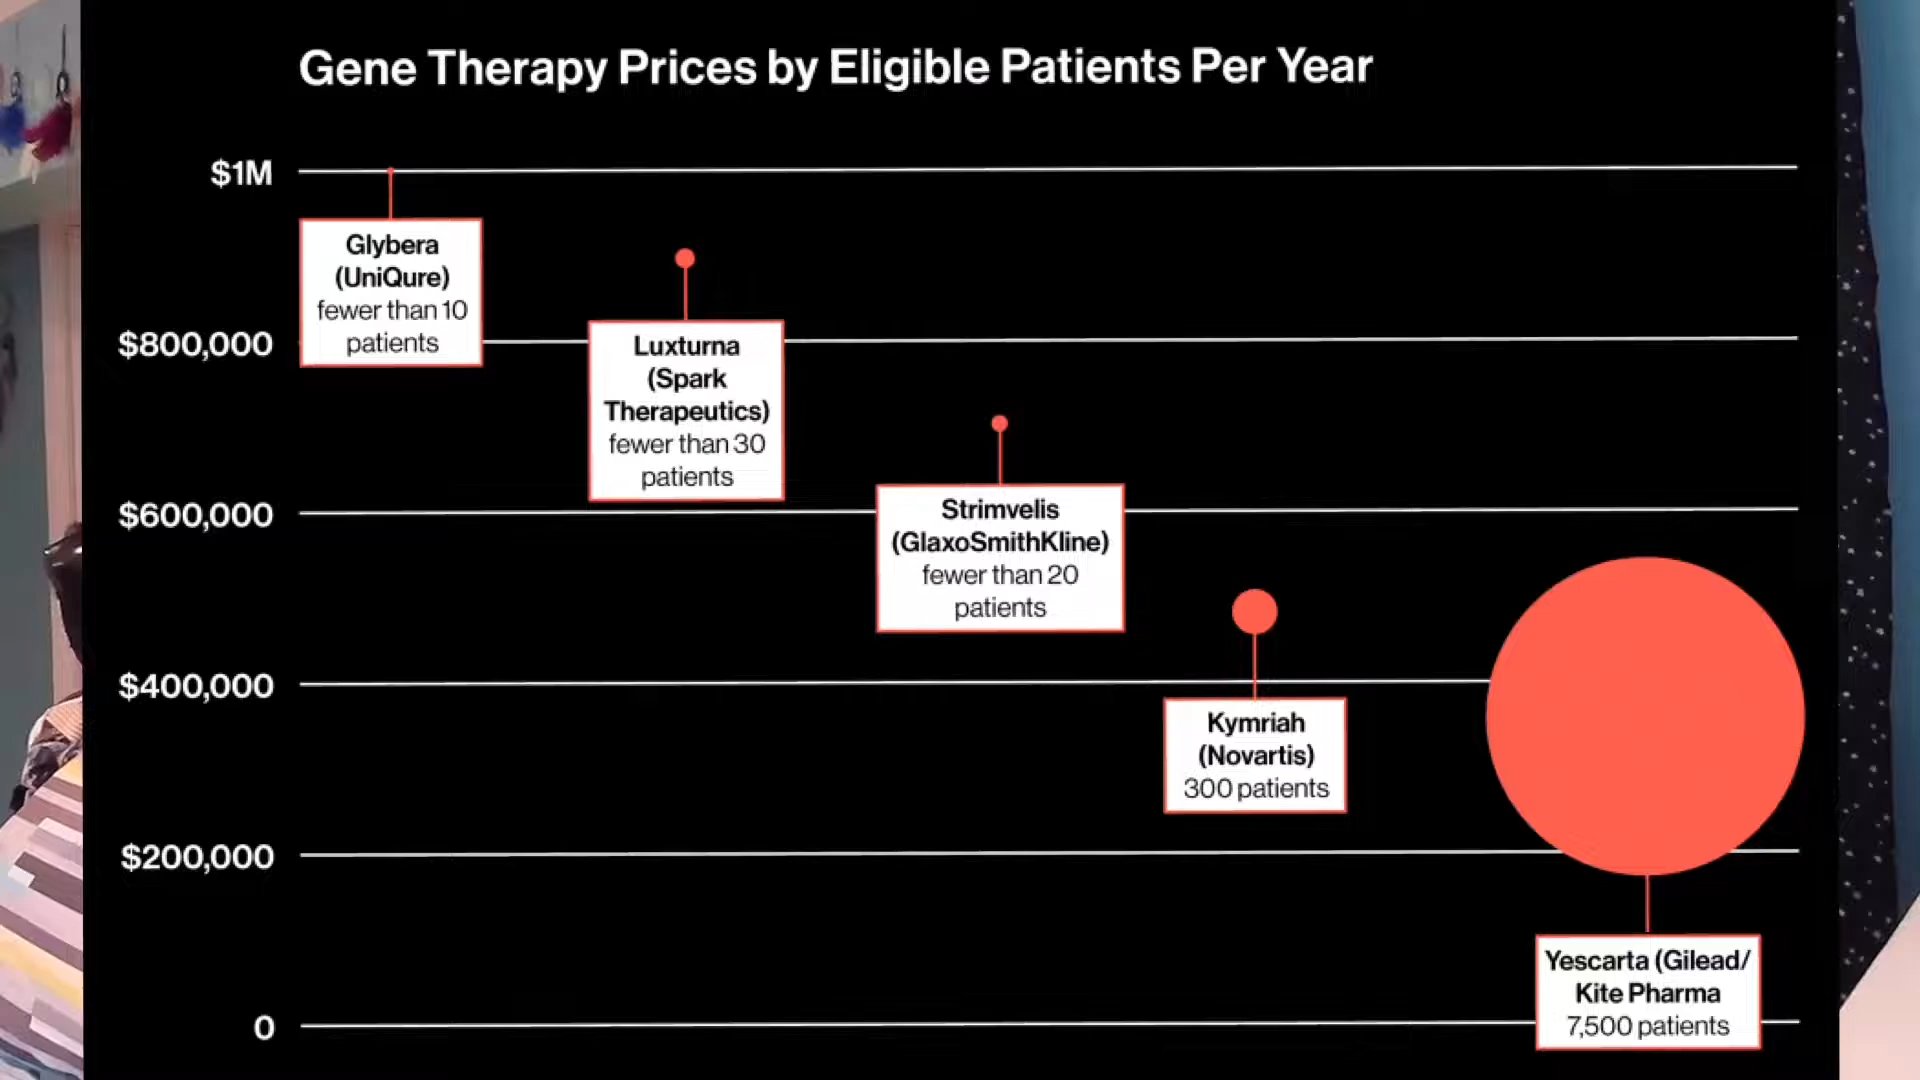 Gene Therapy Prices by Eligible Patients Per Year
$1M
Glybera
(UniQure)
fewer than 10
patients
$800,000
Luxturna
(Spark
Therapeutics)
fewer than 30
patients
$600,000
Strimvelis
(GlaxoSmithKline)
fewer than 20
patients
$400,000
Kymriah
(Novartis)
300 patients
$200,000
Yescarta (Gilead/
Kite Pharma
7,500 patients
0